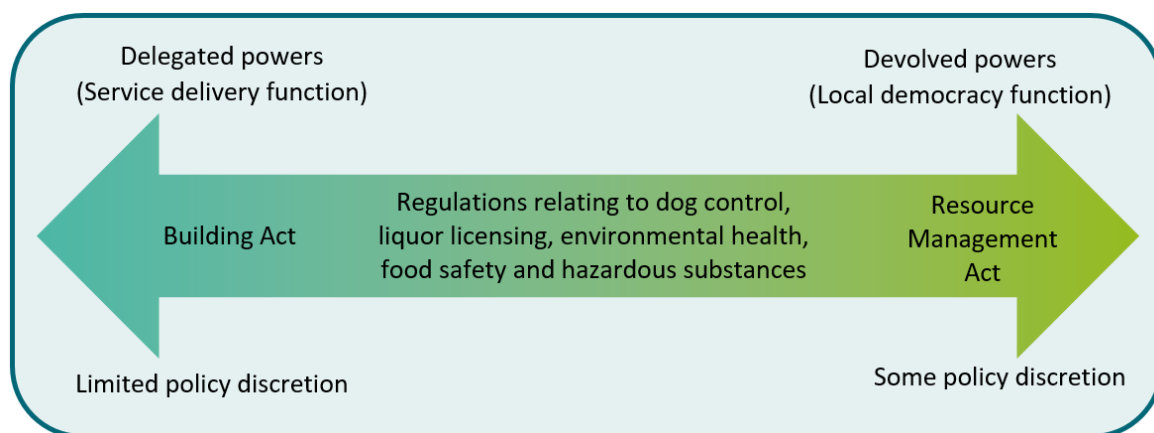 Delegated powers
(Service delivery function)
Devolved powers
(Local democracy function)
Building Act
Regulations relating to dog control,
liquor licensing, environmental health,
food safety and hazardous substances
Resource
Management
Act
Limited policy discretion
Some policy discretion